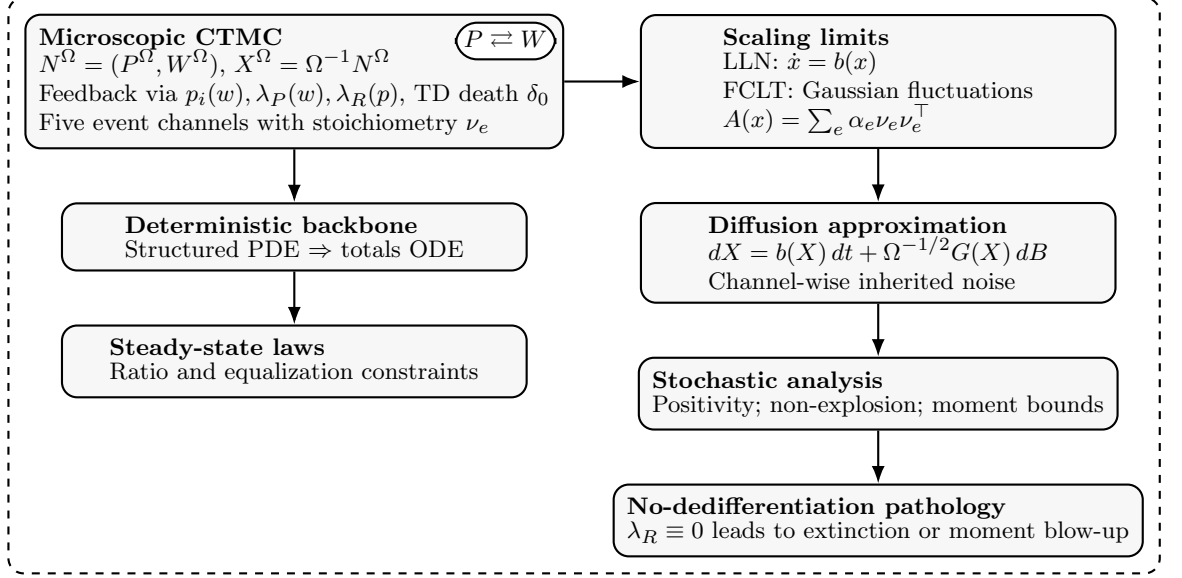 Microscopic CTMC
P ⇄ W
N^Ω = (P^Ω, W^Ω), X^Ω = Ω^{-1}N^Ω
Feedback via p_i(w), λ_P(w), λ_R(p), TD death δ_0
Five event channels with stoichiometry ν_e
Deterministic backbone
Structured PDE ⇒ totals ODE
Steady-state laws
Ratio and equalization constraints
Scaling limits
LLN: ẋ = b(x)
FCLT: Gaussian fluctuations
A(x) = ∑_e α_e ν_e ν_e^⊤
Diffusion approximation
dX = b(X) dt + Ω^{-1/2}G(X) dB
Channel-wise inherited noise
Stochastic analysis
Positivity; non-explosion; moment bounds
No-dedifferentiation pathology
λ_R ≡ 0 leads to extinction or moment blow-up